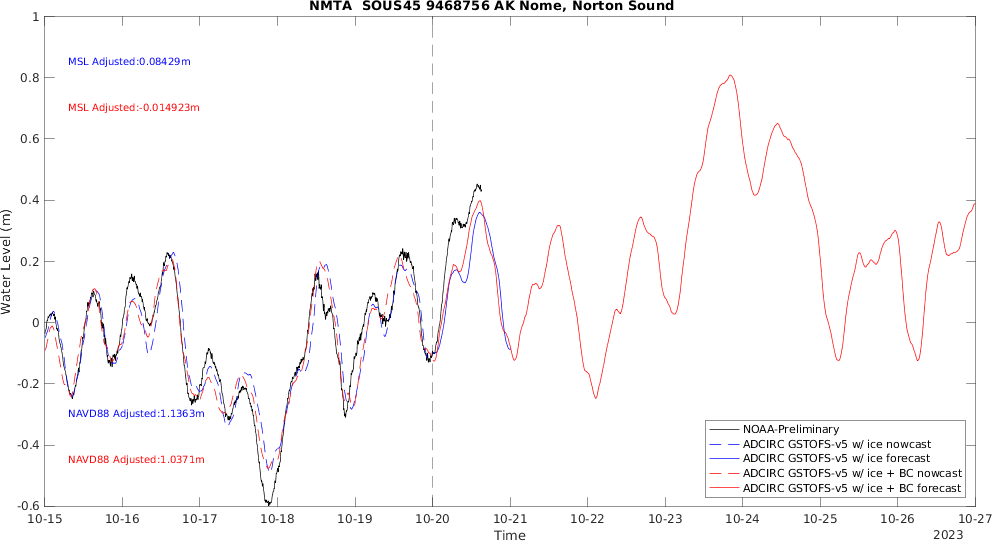 NMTA SOUS45 9468756 AK Nome, Norton Sound
1
0.8
0.6
0.4
0.2
0
-0.2
-0.4
-0.6
Water Level (m)
MSL Adjusted:0.08429m
MSL Adjusted:-0.014923m
NAVD88 Adjusted:1.1363m
NAVD88 Adjusted:1.0371m
NOAA-Preliminary
ADCIRC GSTOFS-v5 w/ ice nowcast
ADCIRC GSTOFS-v5 w/ ice forecast
ADCIRC GSTOFS-v5 w/ ice + BC nowcast
ADCIRC GSTOFS-v5 w/ ice + BC forecast
10-15 10-16 10-17 10-18 10-19 10-20 10-21 10-22 10-23 10-24 10-25 10-26 10-27
Time
2023